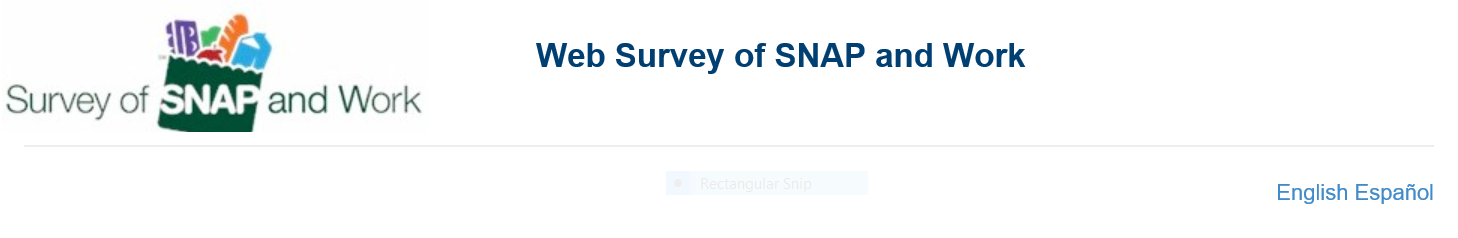 Survey of SNAP and Work
Web Survey of SNAP and Work
Rectangular Snip
English Español